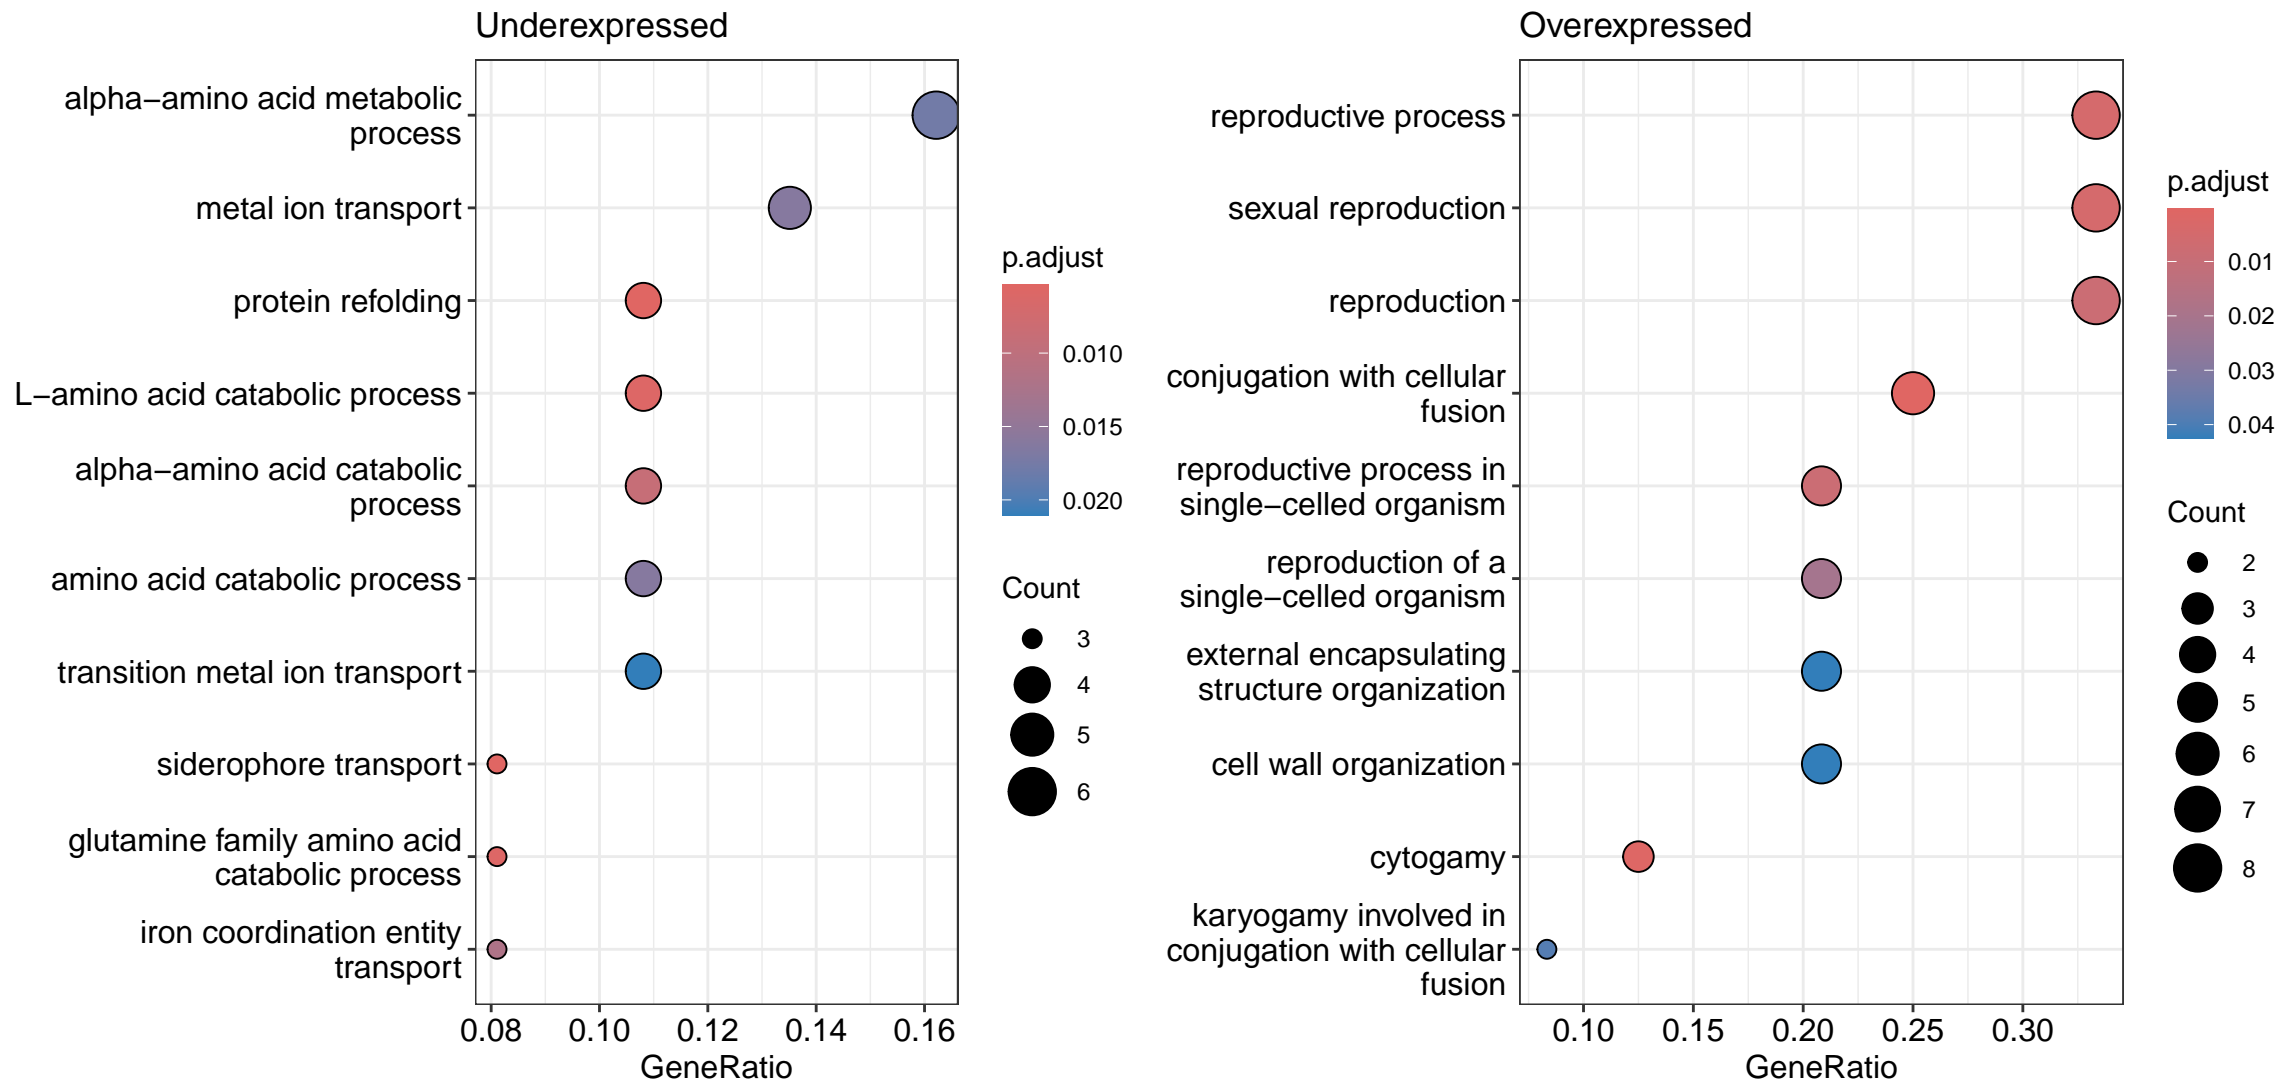 Underexpressed
alpha−amino acid metabolic
process
metal ion transport
protein refolding
L−amino acid catabolic process
alpha−amino acid catabolic
process
amino acid catabolic process
transition metal ion transport
siderophore transport
glutamine family amino acid
catabolic process
iron coordination entity
transport
0.08 0.10 0.12 0.14 0.16
GeneRatio
p.adjust
0.010
0.015
0.020
Count
3
4
5
6
Overexpressed
reproductive process
sexual reproduction
reproduction
conjugation with cellular
fusion
reproductive process in
single−celled organism
reproduction of a
single−celled organism
external encapsulating
structure organization
cell wall organization
cytogamy
karyogamy involved in
conjugation with cellular
fusion
0.10 0.15 0.20 0.25 0.30
GeneRatio
p.adjust
0.01
0.02
0.03
0.04
Count
2
3
4
5
6
7
8